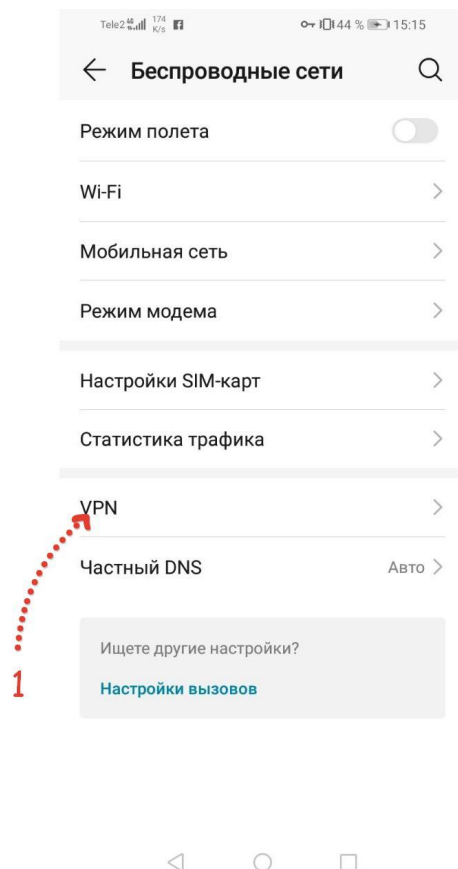 Tele2 46 174 K/s 44 % 15:15
Беспроводные сети
Режим полета
Wi-Fi
Мобильная сеть
Режим модема
Настройки SIM-карт
Статистика трафика
VPN
Частный DNS Авто
Ищете другие настройки?
Настройки вызовов
1